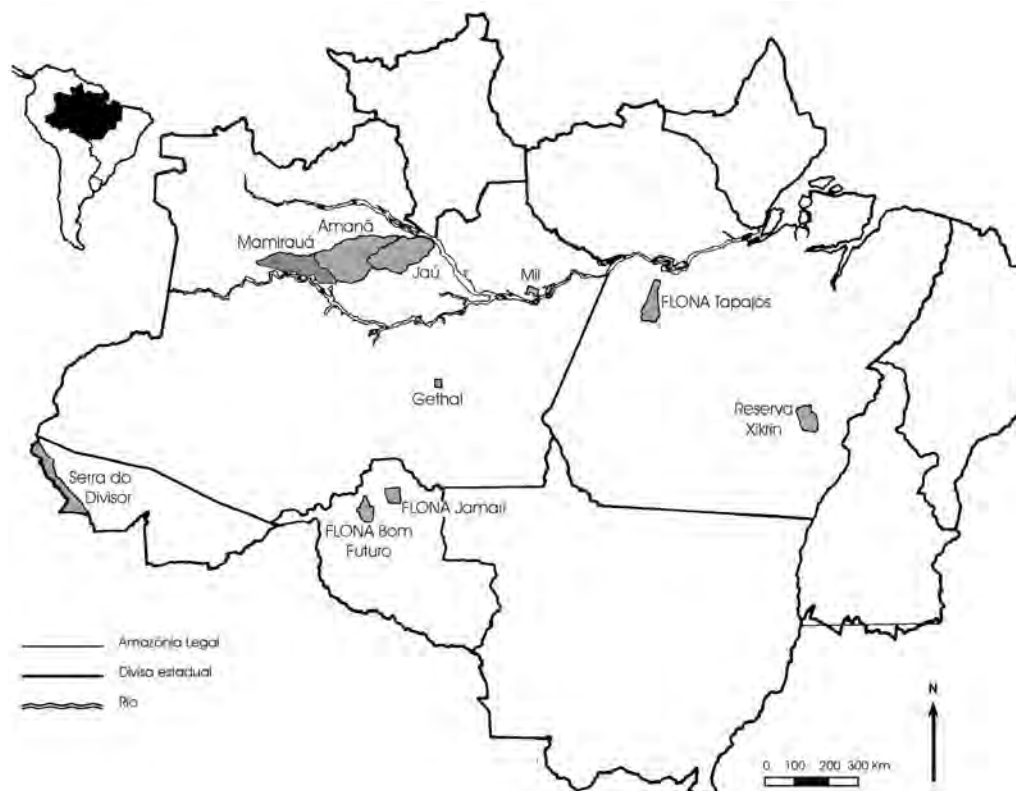 Amanã
Mamirauá
Jaú
Mil
FLONA Tapajós
Gethal
Reserva
Xikrin
Serra do
Divisor
FLONA Jamail
FLONA Bom
Futuro
Amazônia Legal
Divisa estadual
Rio
N
0 100 200 300 Km